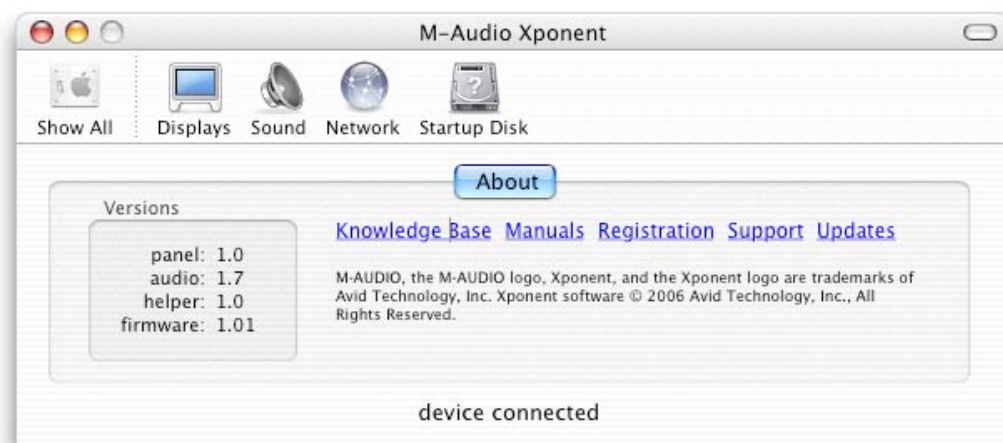 M-Audio Xponent
Show All Displays Sound Network Startup Disk
About
Versions
panel: 1.0
audio: 1.7
helper: 1.0
firmware: 1.01
Knowledge Base Manuals Registration Support Updates
M-AUDIO, the M-AUDIO logo, Xponent, and the Xponent logo are trademarks of
Avid Technology, Inc. Xponent software © 2006 Avid Technology, Inc., All
Rights Reserved.
device connected